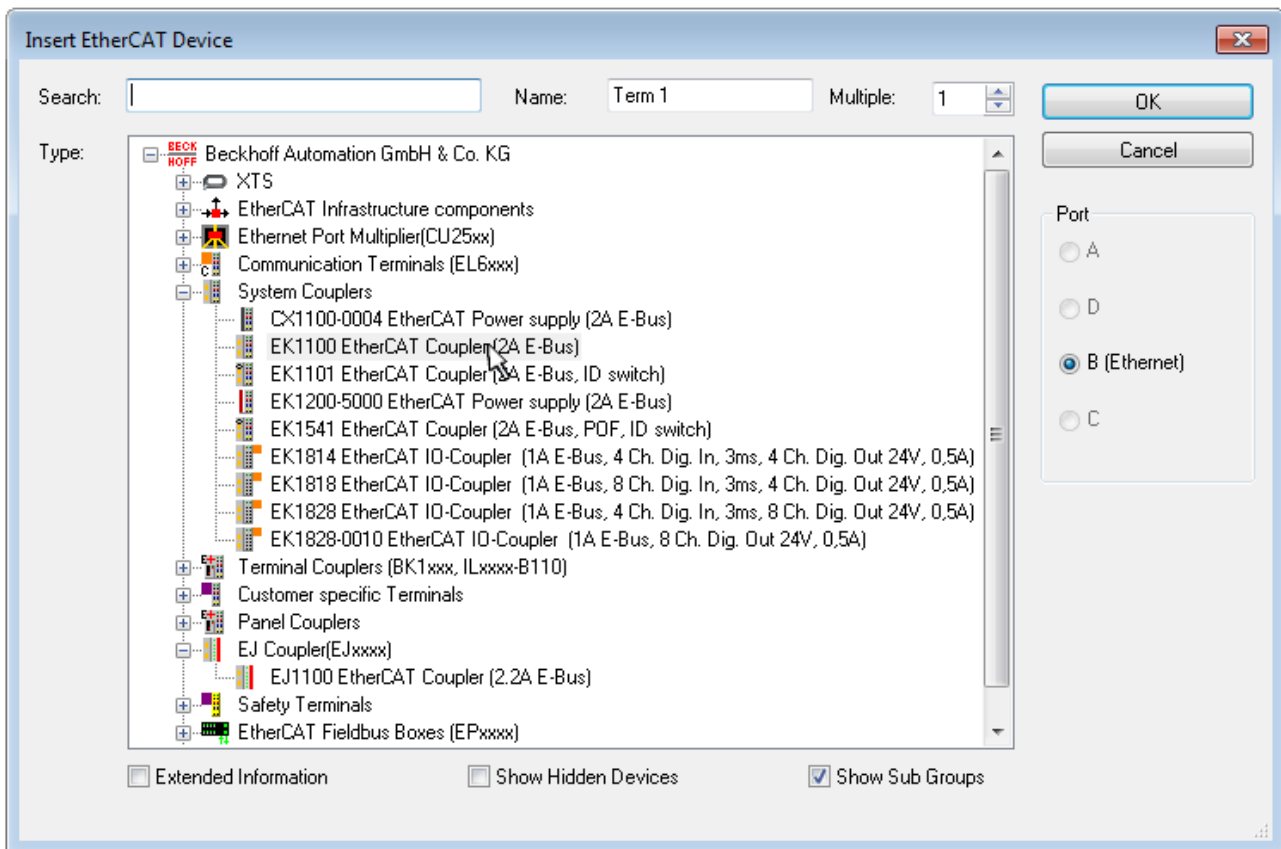 Insert EtherCAT Device
Search: Name: Term 1 Multiple: 1 OK
Type: BECK HOFF Beckhoff Automation GmbH & Co. KG Cancel
XTS
EtherCAT Infrastructure components
Port
Ethernet Port Multiplier(CU25xx)
A
C Communication Terminals (EL6xxx)
System Couplers
D
CX1100-0004 EtherCAT Power supply (2A E-Bus)
EK1100 EtherCAT Coupler (2A E-Bus)
B (Ethernet)
EK1101 EtherCAT Coupler (2A E-Bus, ID switch)
EK1200-5000 EtherCAT Power supply (2A E-Bus)
C
EK1541 EtherCAT Coupler (2A E-Bus, POF, ID switch)
EK1814 EtherCAT IO-Coupler (1A E-Bus, 4 Ch. Dig. In, 3ms, 4 Ch. Dig. Out 24V, 0,5A)
EK1818 EtherCAT IO-Coupler (1A E-Bus, 8 Ch. Dig. In, 3ms, 4 Ch. Dig. Out 24V, 0,5A)
EK1828 EtherCAT IO-Coupler (1A E-Bus, 4 Ch. Dig. In, 3ms, 8 Ch. Dig. Out 24V, 0,5A)
EK1828-0010 EtherCAT IO-Coupler (1A E-Bus, 8 Ch. Dig. Out 24V, 0,5A)
Terminal Couplers (BK1xxx, ILxxxx-B110)
Customer specific Terminals
Panel Couplers
EJ Coupler(EJxxxx)
EJ1100 EtherCAT Coupler (2.2A E-Bus)
Safety Terminals
EtherCAT Fieldbus Boxes (EPxxxx)
Extended Information Show Hidden Devices Show Sub Groups